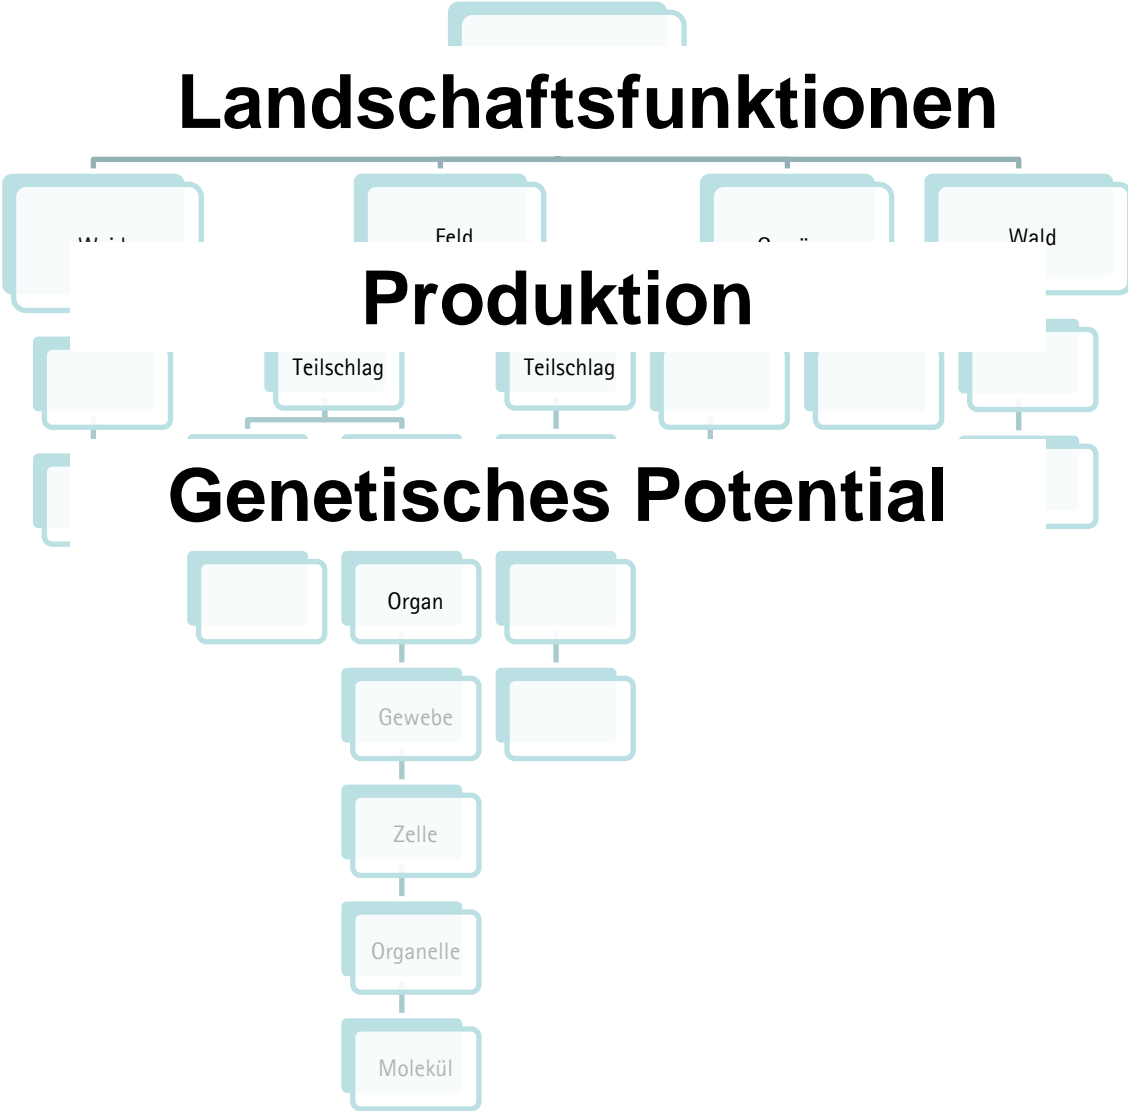 Landschaftsfunktionen
Feld
Wald
Produktion
Teilschlag Teilschlag
Genetisches Potential
Organ
Gewebe
Zelle
Organelle
Molekül